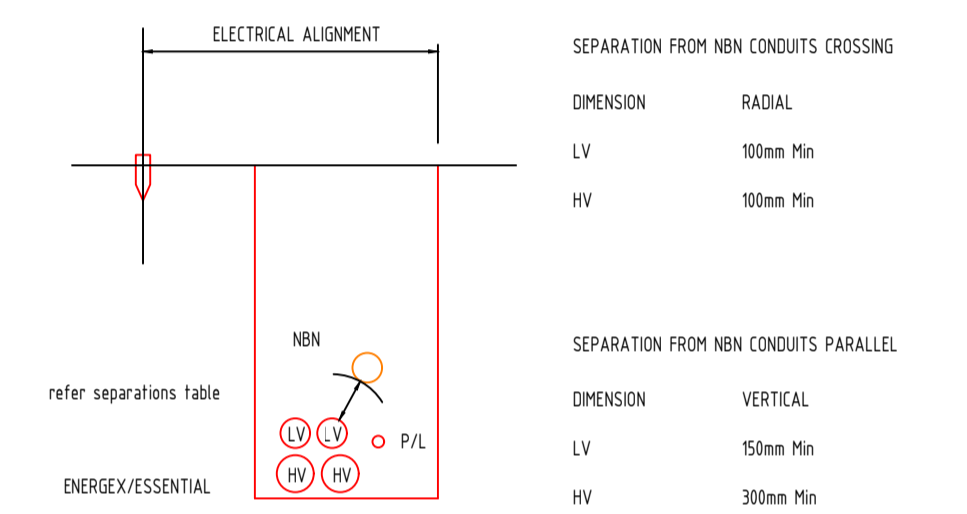 ELECTRICAL ALIGNMENT
NBN
refer separations table
LV LV
P/L
HV HV
ENERGEX/ESSENTIAL
SEPARATION FROM NBN CONDUITS CROSSING
DIMENSION RADIAL
LV 100mm Min
HV 100mm Min
SEPARATION FROM NBN CONDUITS PARALLEL
DIMENSION VERTICAL
LV 150mm Min
HV 300mm Min